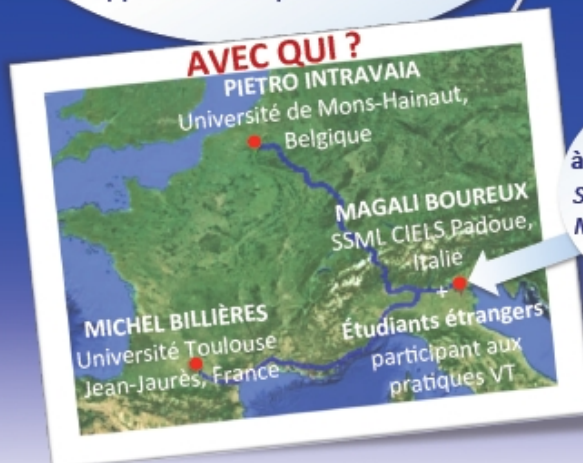 AVEC QUI ?
PIETRO INTRAVAIA
Université de Mons-Hainaut,
Belgique
à
MAGALI BOUREUX
SSML CIELS Padoue,
Italie
+
Étudiants étrangers
participant aux
pratiques VT
MICHEL BILLIÈRES
Université Toulouse
Jean-Jaurès, France